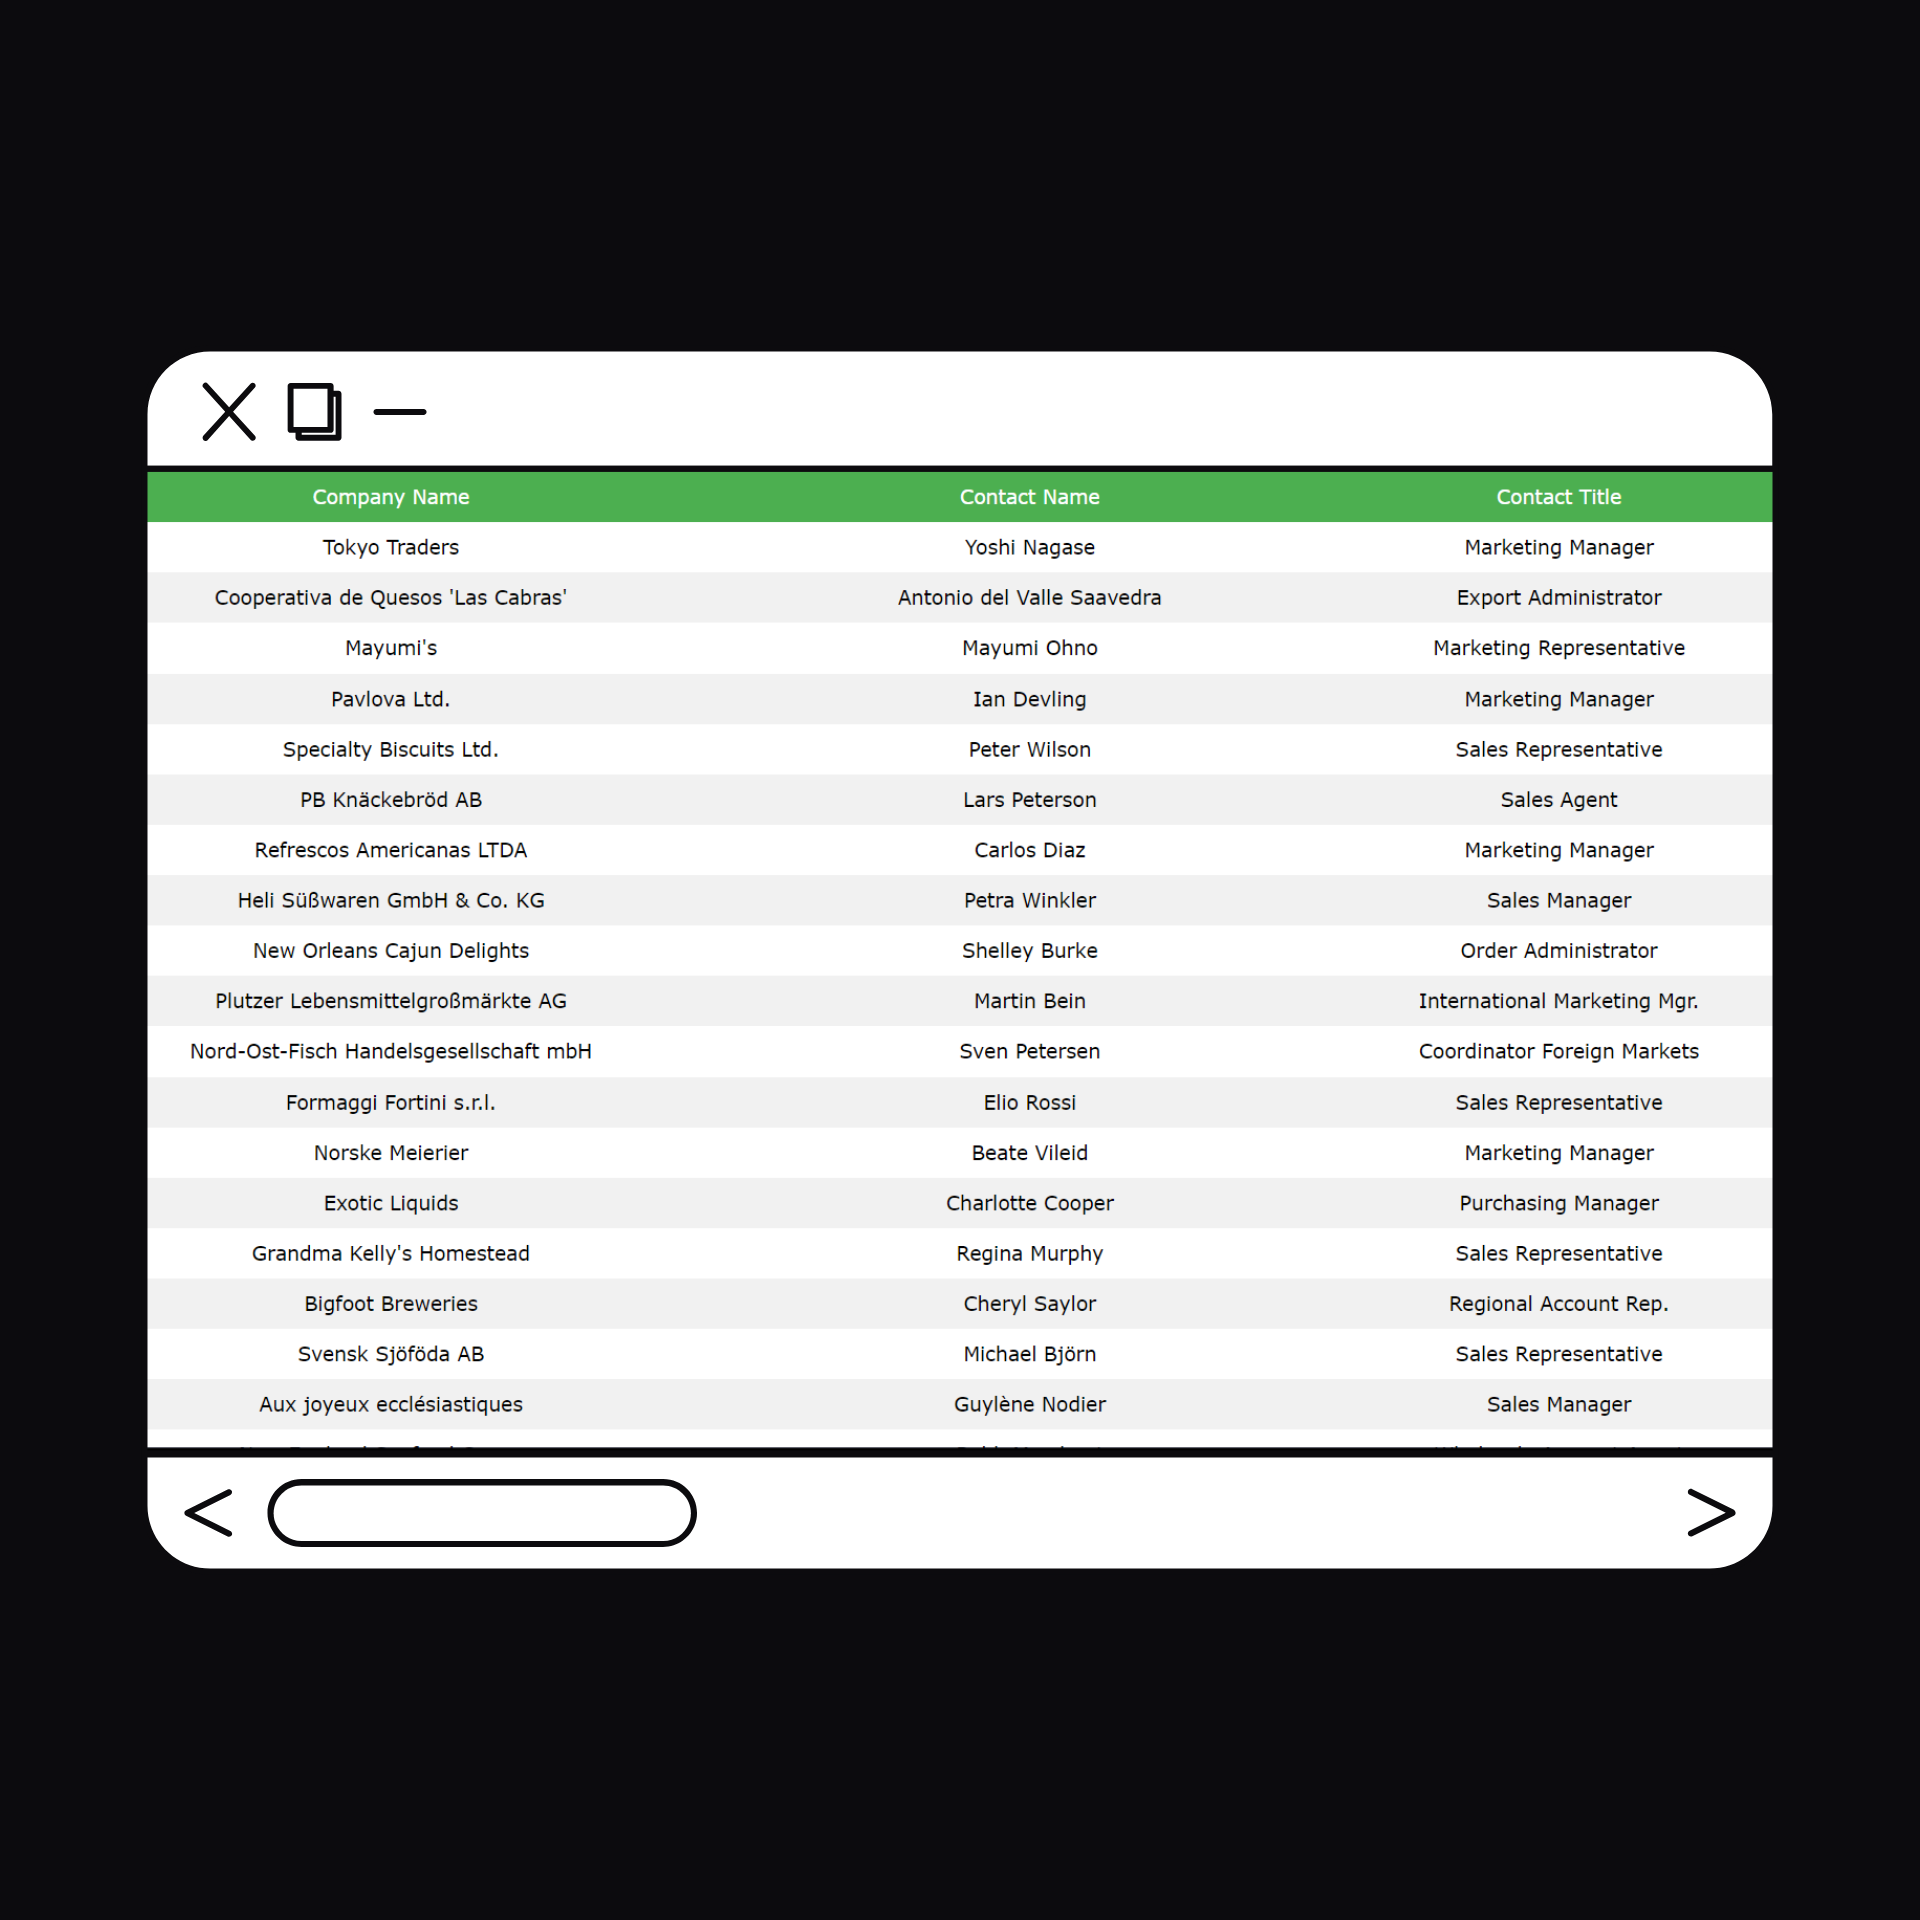 Company Name Contact Name Contact Title
Tokyo Traders Yoshi Nagase Marketing Manager
Cooperativa de Quesos 'Las Cabras' Antonio del Valle Saavedra Export Administrator
Mayumi's Mayumi Ohno Marketing Representative
Pavlova Ltd. Ian Devling Marketing Manager
Specialty Biscuits Ltd. Peter Wilson Sales Representative
PB Knäckebröd AB Lars Peterson Sales Agent
Refrescos Americanas LTDA Carlos Diaz Marketing Manager
Heli Süßwaren GmbH & Co. KG Petra Winkler Sales Manager
New Orleans Cajun Delights Shelley Burke Order Administrator
Plutzer Lebensmittelgroßmärkte AG Martin Bein International Marketing Mgr.
Nord-Ost-Fisch Handelsgesellschaft mbH Sven Petersen Coordinator Foreign Markets
Formaggi Fortini s.r.l. Elio Rossi Sales Representative
Norske Meierier Beate Vileid Marketing Manager
Exotic Liquids Charlotte Cooper Purchasing Manager
Grandma Kelly's Homestead Regina Murphy Sales Representative
Bigfoot Breweries Cheryl Saylor Regional Account Rep.
Svensk Sjöföda AB Michael Björn Sales Representative
Aux joyeux ecclésiastiques Guylène Nodier Sales Manager